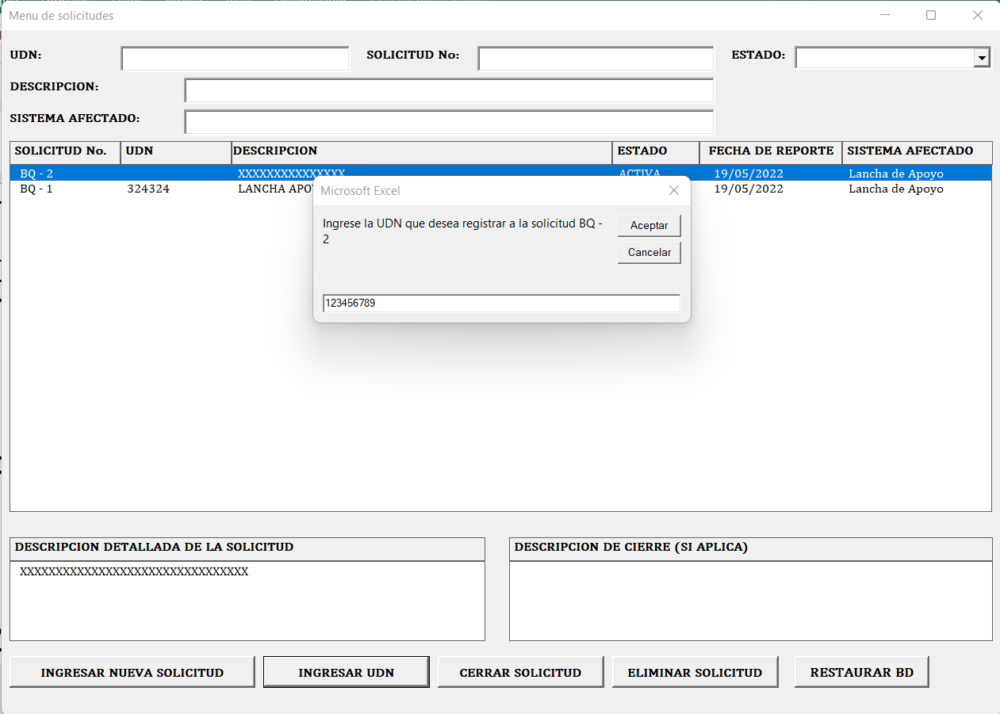 Menu de solicitudes
UDN: SOLICITUD No: ESTADO:
DESCRIPCION:
SISTEMA AFECTADO:
SOLICITUD No. UDN DESCRIPCION ESTADO FECHA DE REPORTE SISTEMA AFECTADO
BQ - 2 XXXXXXXXXXXXXXX ACTIVA 19/05/2022 Lancha de Apoyo
BQ - 1 324324 LANCHA 19/05/2022 Lancha de Apoyo
Microsoft Excel
Ingrese la UDN que desea registrar a la solicitud BQ -
2
Aceptar
Cancelar
123456789
DESCRIPCION DETALLADA DE LA SOLICITUD DESCRIPCION DE CIERRE (SI APLICA)
XXXXXXXXXXXXXXXXXXXXXXXXXXXXXXXX
INGRESAR NUEVA SOLICITUD INGRESAR UDN CERRAR SOLICITUD ELIMINAR SOLICITUD RESTAURAR BD